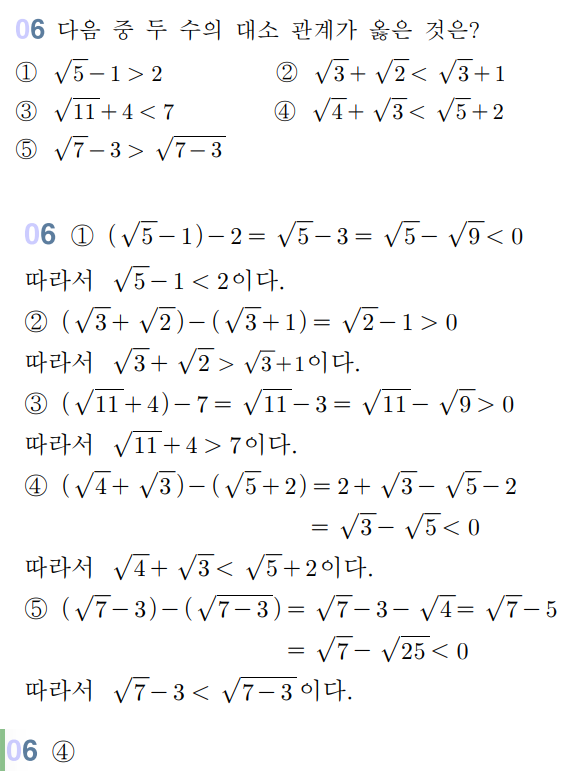 06 다음 중 두 수의 대소 관계가 옳은 것은?
① √5−1>2 ② √3+√2<√3+1
③ √11+4<7 ④ √4+√3<√5+2
⑤ √7−3>√(7−3)
06 ① (√5−1)−2=√5−3=√5−√9<0
따라서 √5−1<2이다.
② (√3+√2)−(√3+1)=√2−1>0
따라서 √3+√2>√3+1이다.
③ (√11+4)−7=√11−3=√11−√9>0
따라서 √11+4>7이다.
④ (√4+√3)−(√5+2)=2+√3−√5−2
=√3−√5<0
따라서 √4+√3<√5+2이다.
⑤ (√7−3)−(√(7−3))=√7−3−√4=√7−5
=√7−√25<0
따라서 √7−3<√(7−3)이다.
06 ④